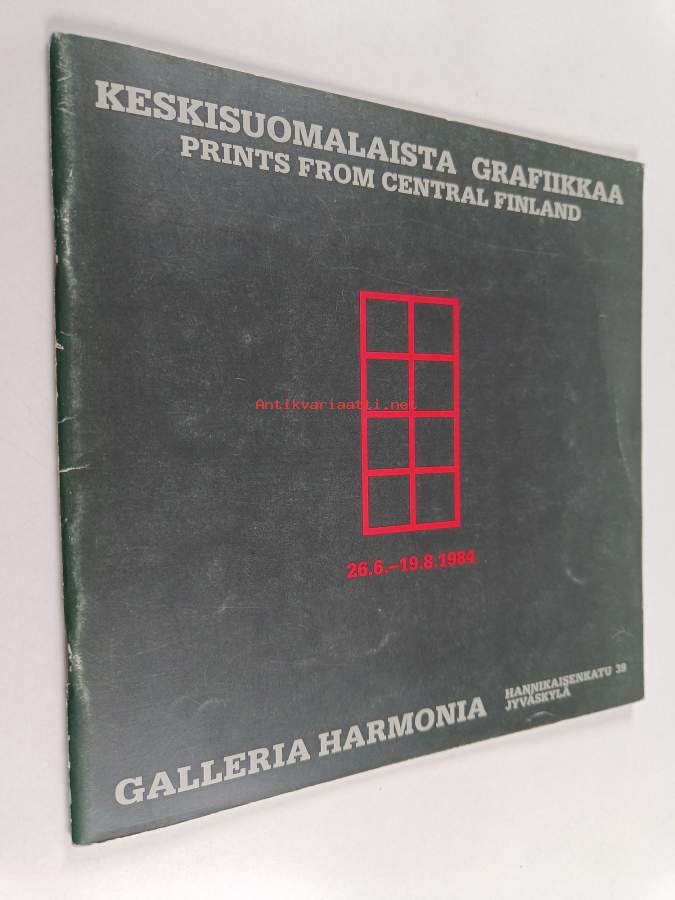 KESKISUOMALAISTA GRAFIIKKAA
PRINTS FROM CENTRAL FINLAND
Antikvariaatti.net
26.6.–19.8.1984
GALLERIA HARMONIA
HANNIKAISENKATU 39
JYVÄSKYLÄ